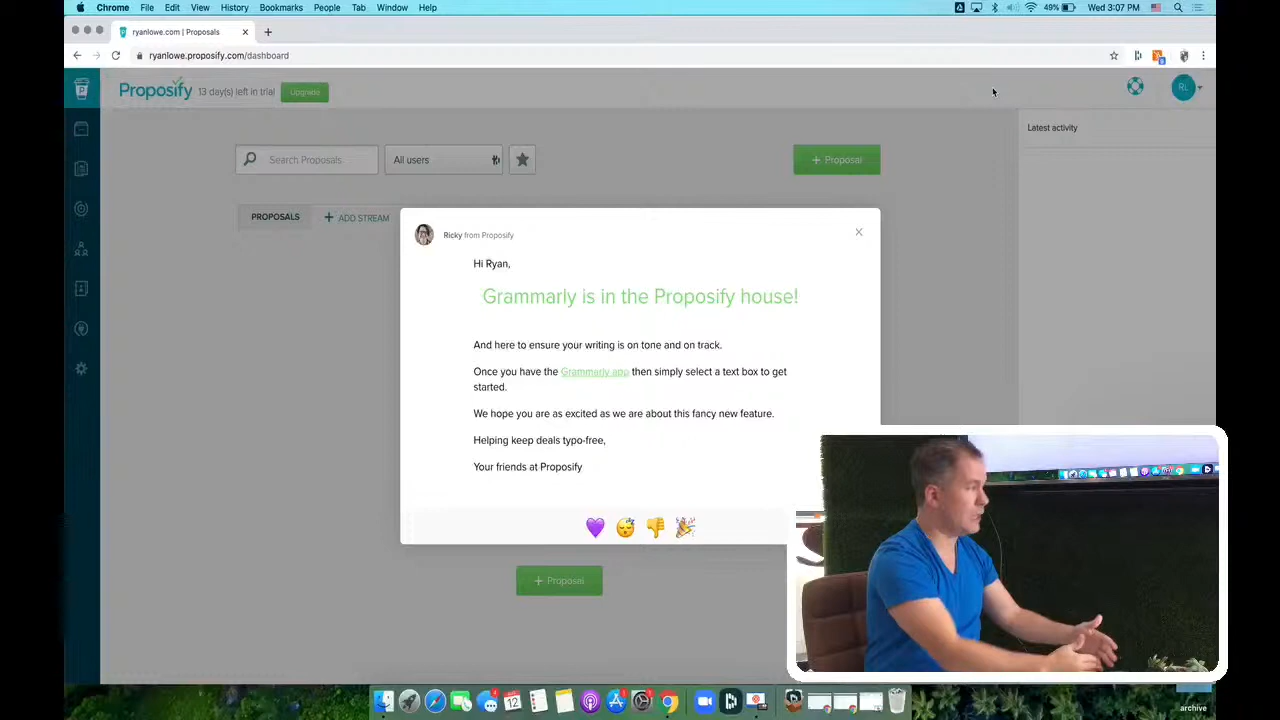 Chrome File Edit View History Bookmarks People Tab Window Help
49% Wed 3:07 PM
ryanlowe.com | Proposals
ryanlowe.proposify.com/dashboard
Proposify 13 day(s) left in trial Upgrade
RL
Latest activity
Search Proposals
All users
+ Proposal
PROPOSALS
+ ADD STREAM
Ricky from Proposify
Hi Ryan,
Grammarly is in the Proposify house!
And here to ensure your writing is on tone and on track.
Once you have the Grammarly app then simply select a text box to get
started.
We hope you are as excited as we are about this fancy new feature.
Helping keep deals typo-free,
Your friends at Proposify
+ Proposal
archive